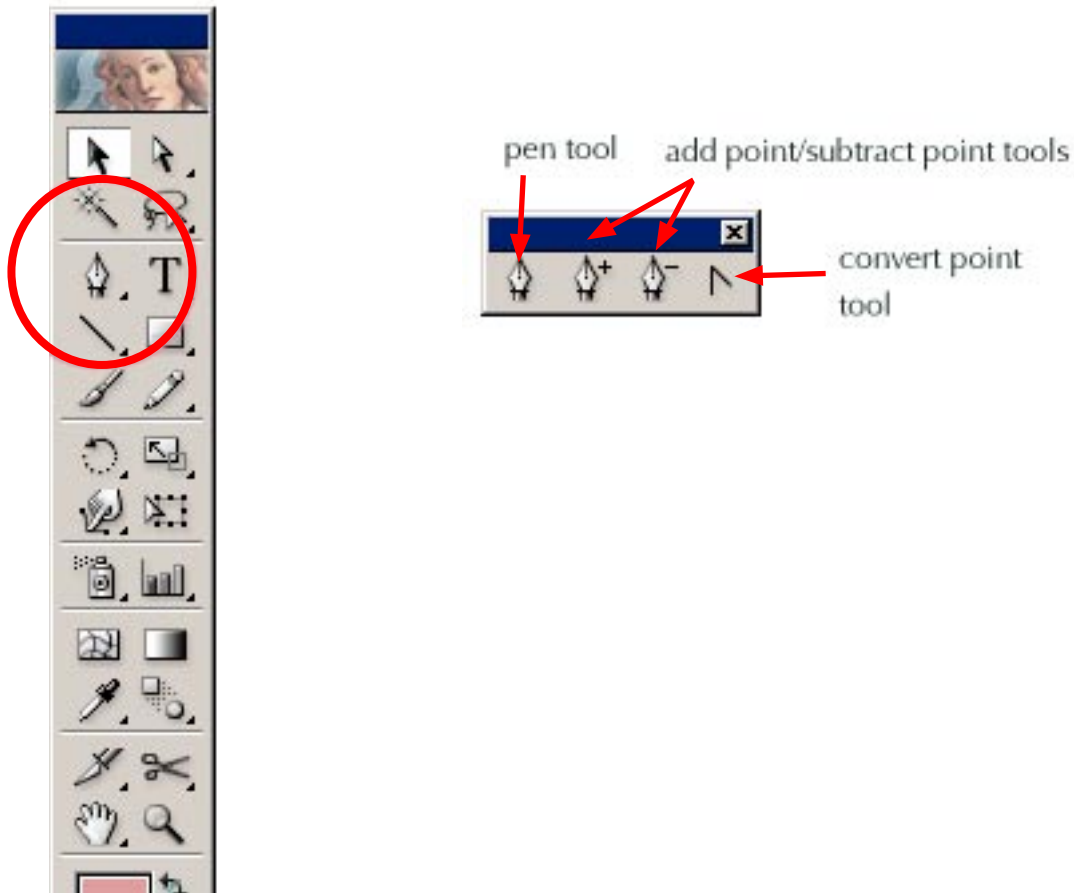 pen tool
add point/subtract point tools
convert point
tool
T